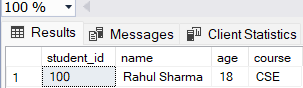 100 %
Results Messages Client Statistics
student_id name age course
1 100 Rahul Sharma 18 CSE